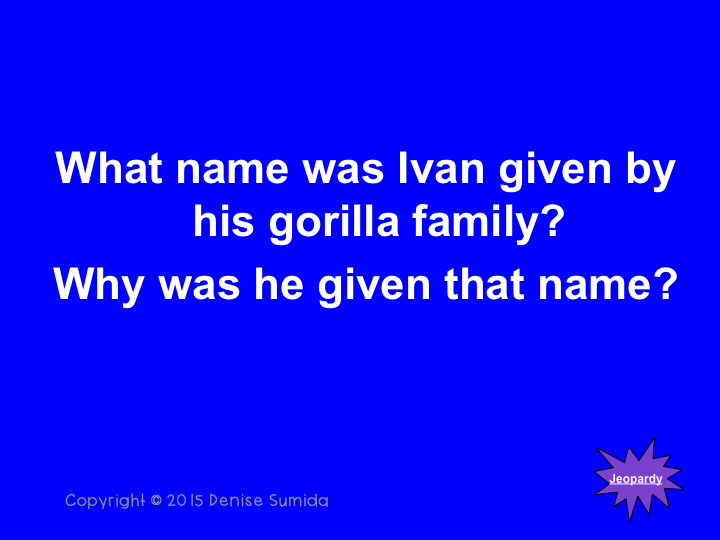 What name was Ivan given by
his gorilla family?
Why was he given that name?
Jeopardy
Copyright © 2015 Denise Sumida